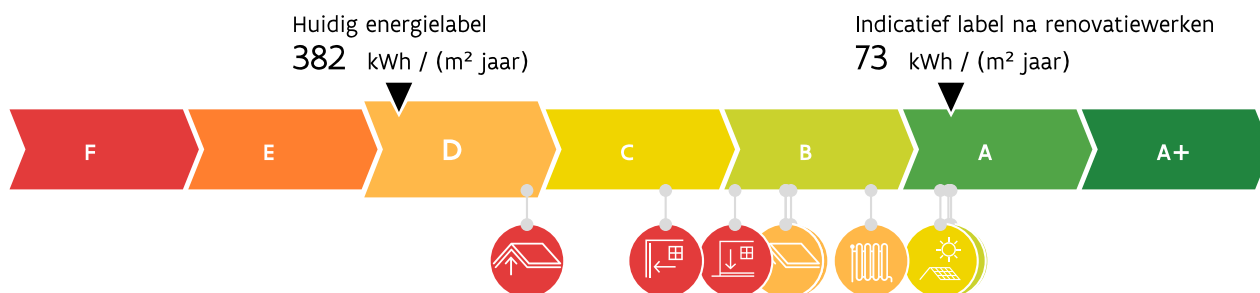 Huidig energielabel
382 kWh / (m² jaar)
Indicatief label na renovatiewerken
73 kWh / (m² jaar)
F E D C B A A+